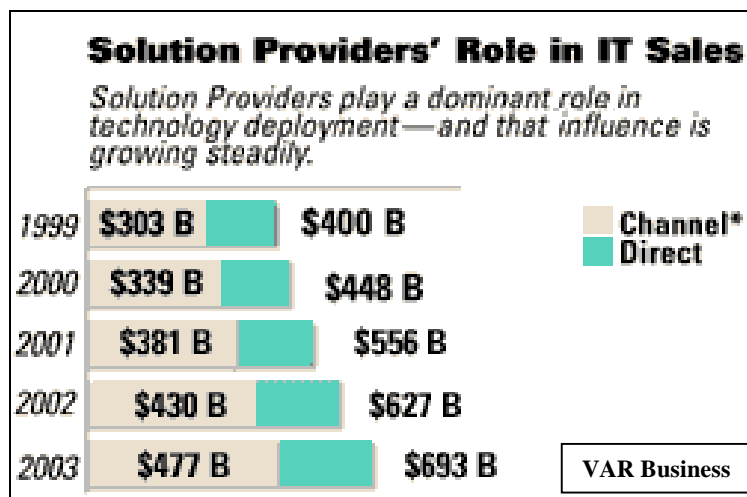 Solution Providers' Role in IT Sales
Solution Providers play a dominant role in
technology deployment—and that influence is
growing steadily.
1999 $303 B $400 B
Channel*
Direct
2000 $339 B $448 B
2001 $381 B $556 B
2002 $430 B $627 B
2003 $477 B $693 B
VAR Business